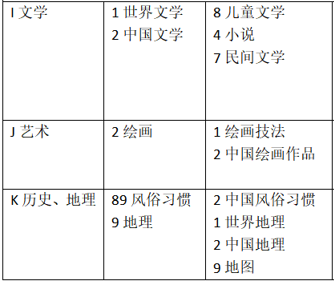 I 文学
1 世界文学
2 中国文学
8 儿童文学
4 小说
7 民间文学
J 艺术
2 绘画
1 绘画技法
2 中国绘画作品
K 历史、地理
89 风俗习惯
9 地理
2 中国风俗习惯
1 世界地理
2 中国地理
9 地图